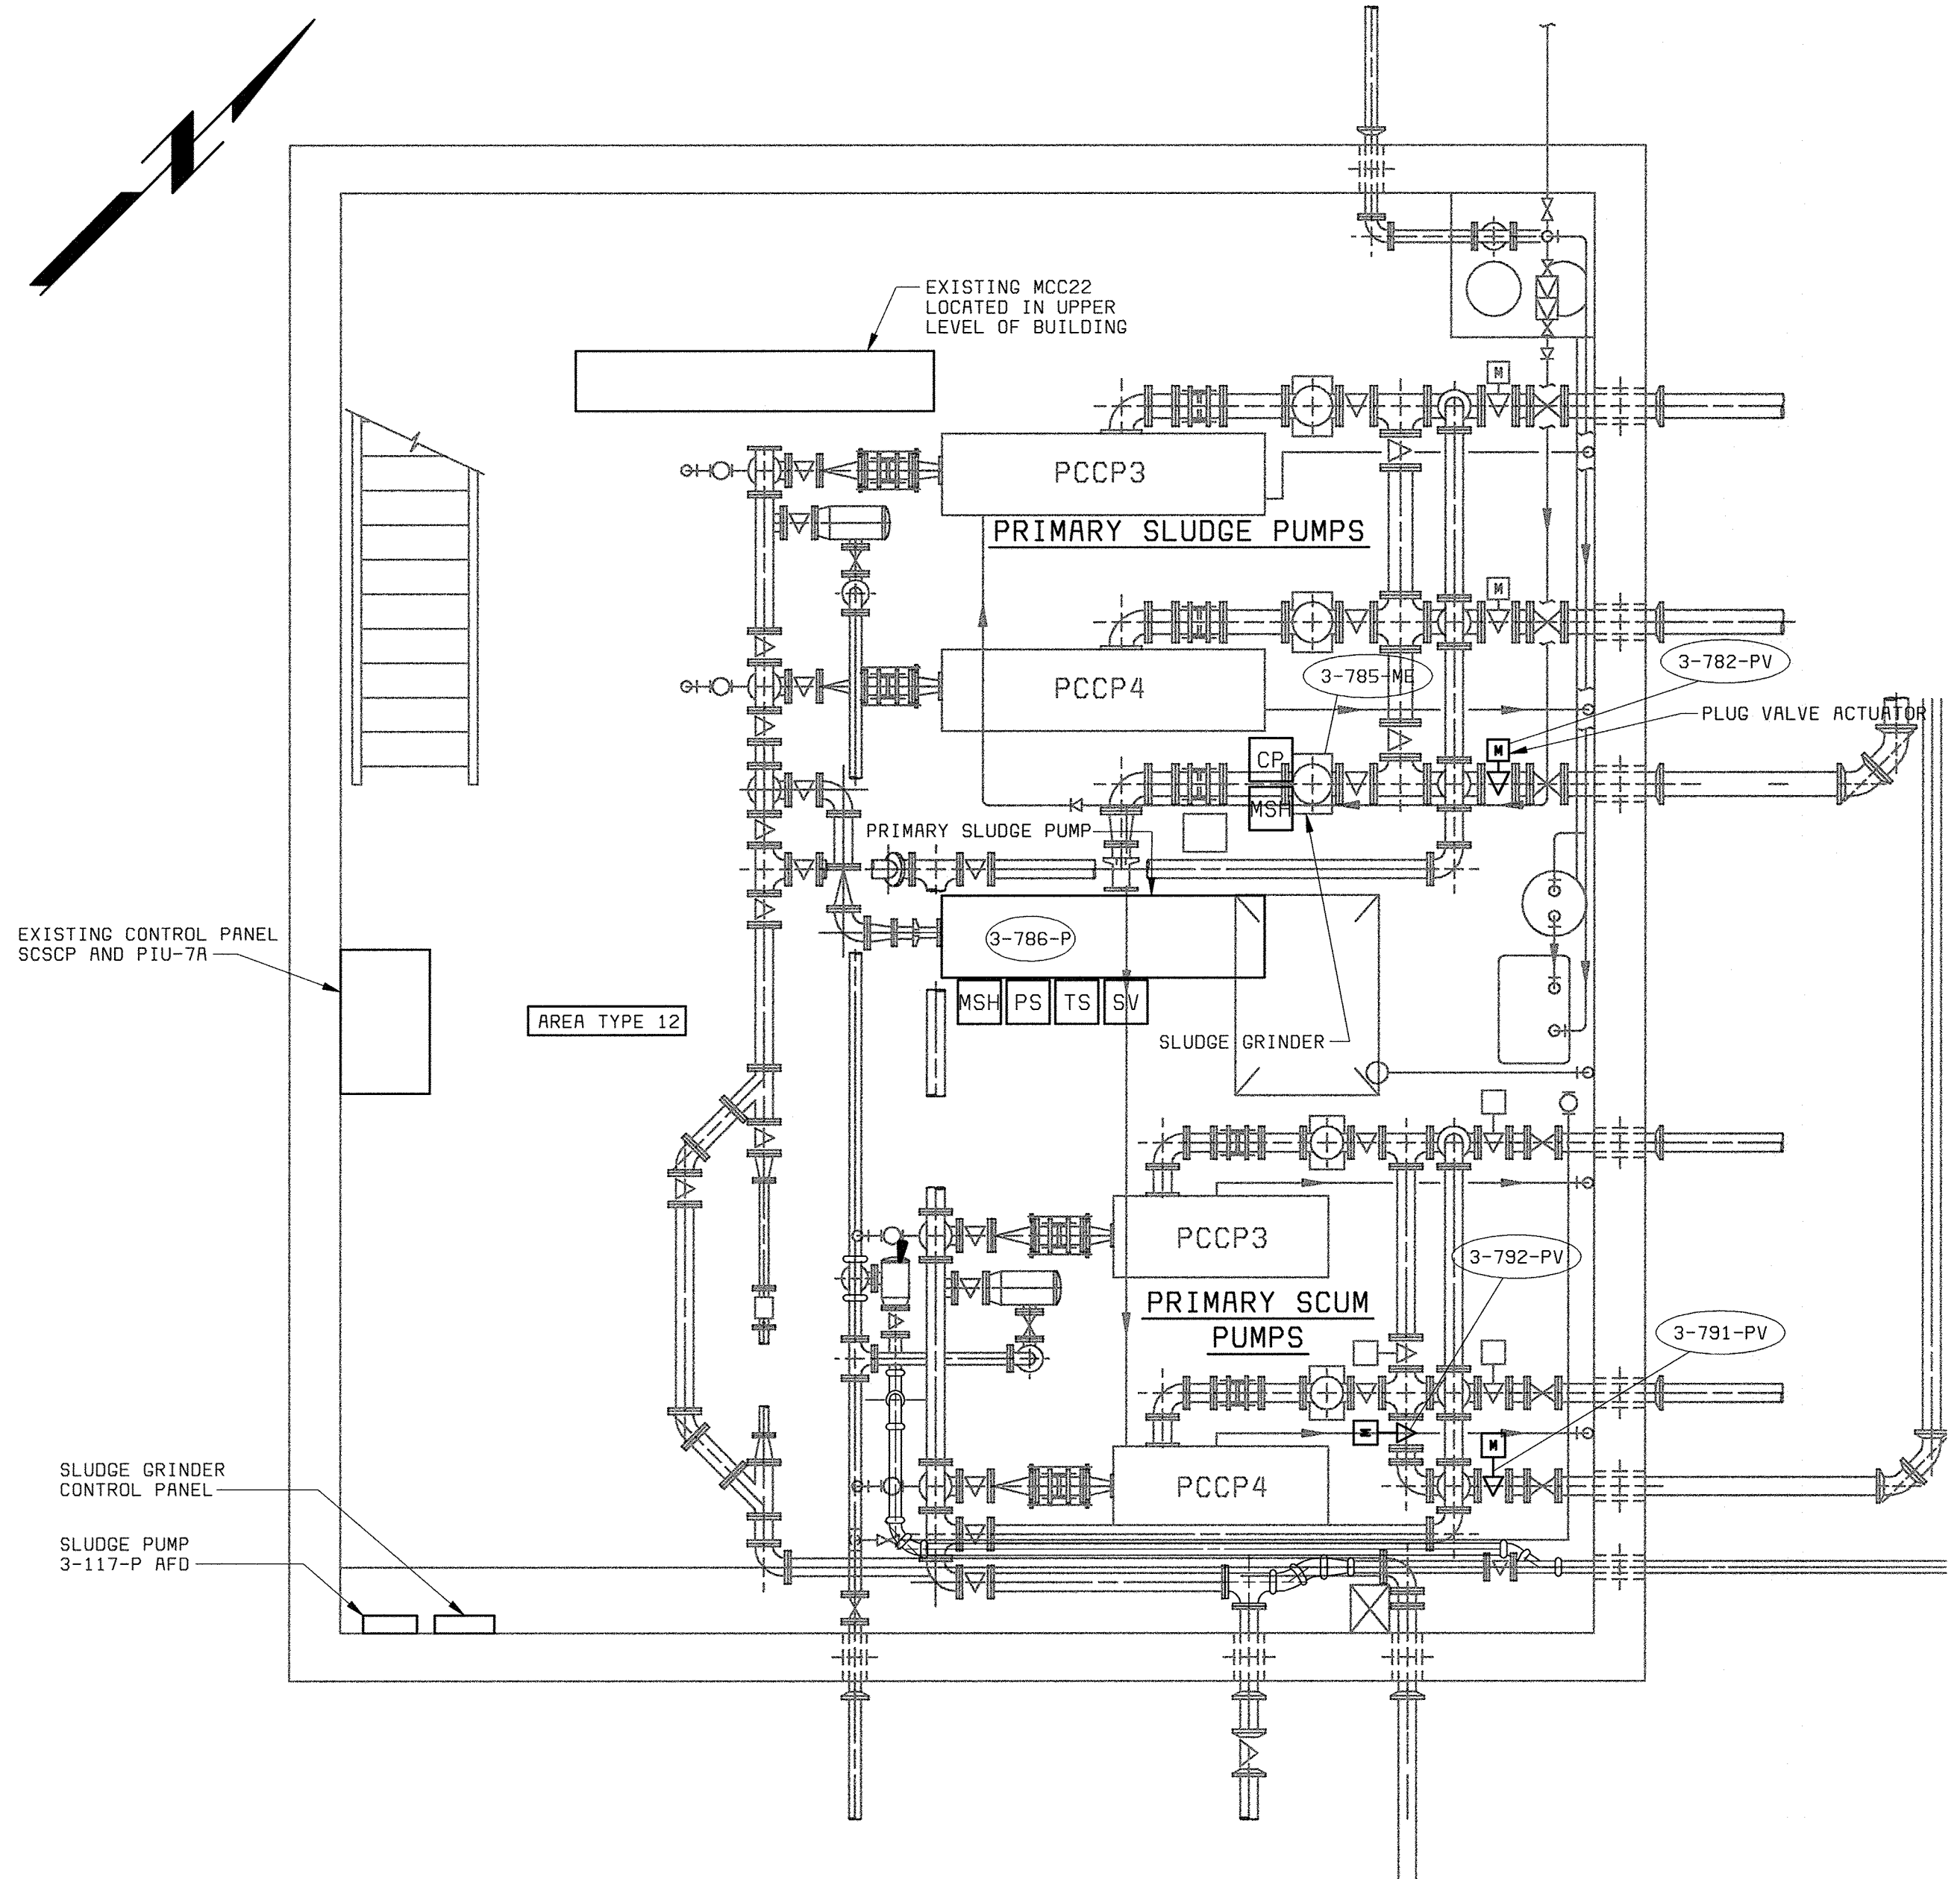 EXISTING MCC22
LOCATED IN UPPER
LEVEL OF BUILDING
M
PCCP3
PRIMARY SLUDGE PUMPS
M
3-782-PV
3-785-ME
PCCP4
PLUG VALVE ACTUATOR
M
CP
MSH
PRIMARY SLUDGE PUMP
EXISTING CONTROL PANEL
SCSCP AND PIU-7A
3-786-P
MSH PS TS SV
AREA TYPE 12
SLUDGE GRINDER
PCCP3
3-792-PV
PRIMARY SCUM
PUMPS
3-791-PV
M
M
SLUDGE GRINDER
CONTROL PANEL
PCCP4
SLUDGE PUMP
3-117-P AFD